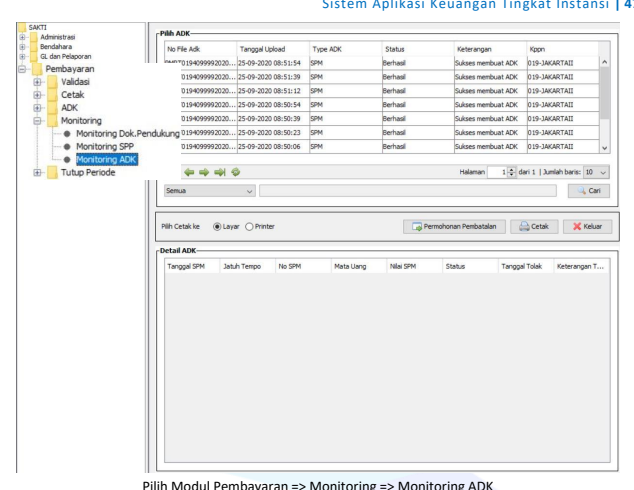 Sistem Aplikasi Keuangan Tingkat Instansi |
SAKTI
Administrasi
Bendahara
GL dan Pelaporan
Pembayaran
Validasi
Cetak
ADK
Monitoring
Monitoring Dok.Pendukung
Monitoring SPP
Monitoring ADK
Tutup Periode
Pilih ADK
No File Adk Tanggal Upload Type ADK Status Keterangan Kppn
0194099992020... 25-09-2020 08:51:54 SPM Berhasil Sukses membuat ADK 019-JAKARTAII
0194099992020... 25-09-2020 08:51:39 SPM Berhasil Sukses membuat ADK 019-JAKARTAII
0194099992020... 25-09-2020 08:51:12 SPM Berhasil Sukses membuat ADK 019-JAKARTAII
0194099992020... 25-09-2020 08:50:54 SPM Berhasil Sukses membuat ADK 019-JAKARTAII
0194099992020... 25-09-2020 08:50:39 SPM Berhasil Sukses membuat ADK 019-JAKARTAII
0194099992020... 25-09-2020 08:50:23 SPM Berhasil Sukses membuat ADK 019-JAKARTAII
0194099992020... 25-09-2020 08:50:06 SPM Berhasil Sukses membuat ADK 019-JAKARTAII
Halaman 1 dari 1 | Jumlah baris: 10
Semua Cari
Pilih Cetak ke Layar Printer Permohonan Pembatalan Cetak Keluar
Detail ADK
Tanggal SPM Jatuh Tempo No SPM Mata Uang Nilai SPM Status Tanggal Tolak Keterangan T...
Pilih Modul Pembayaran => Monitoring => Monitoring ADK